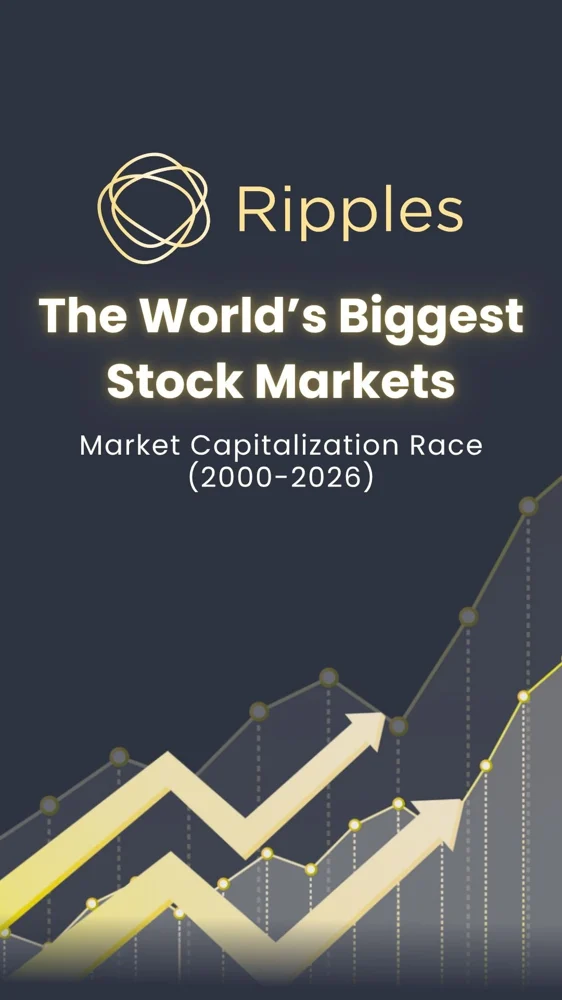 Ripples
The World’s Biggest
Stock Markets
Market Capitalization Race
(2000-2026)